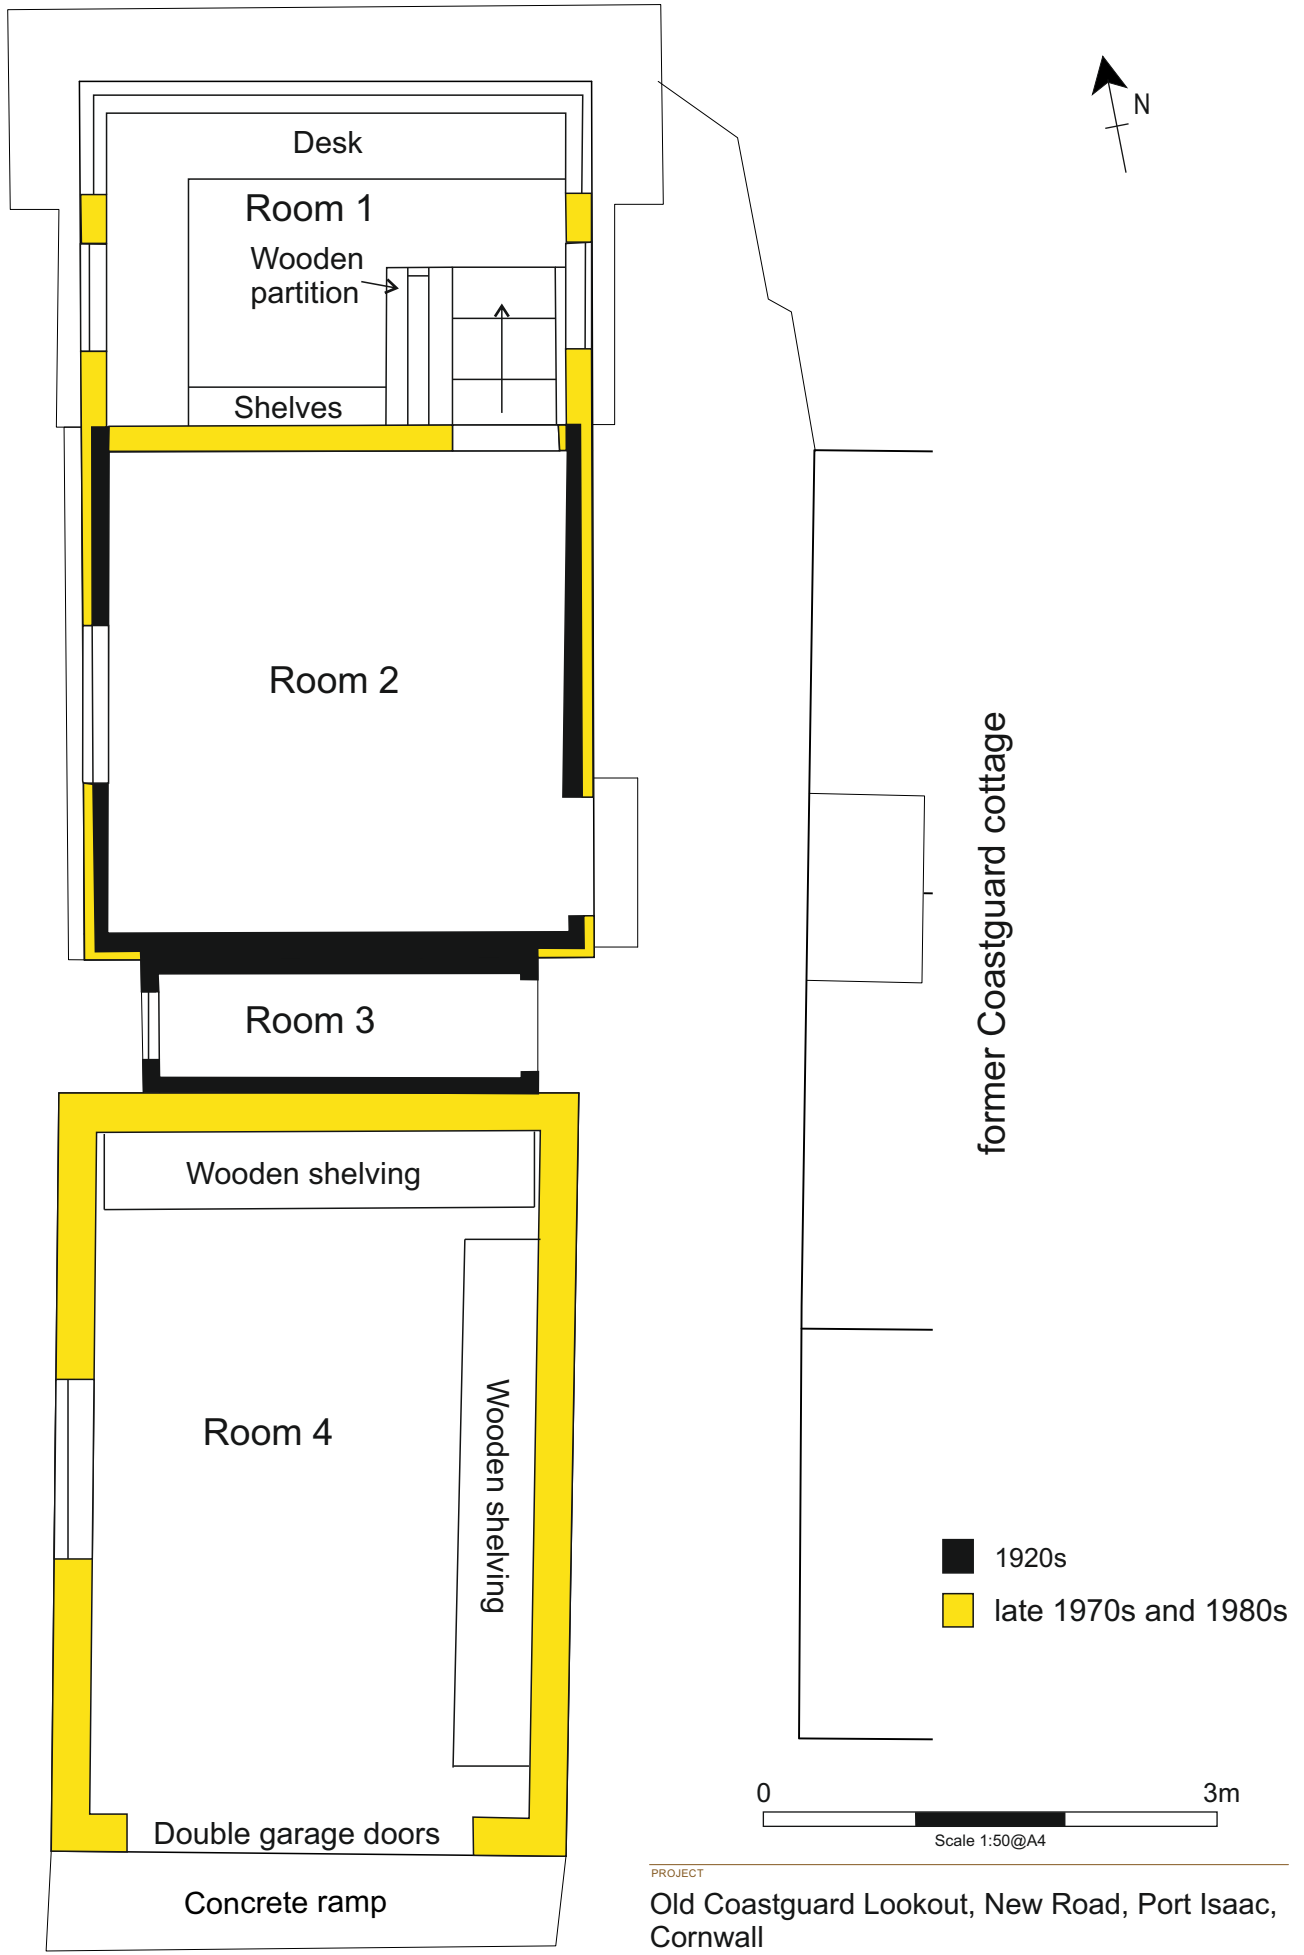 N
Desk
Room 1
Wooden
partition
Shelves
Room 2
former Coastguard cottage
Room 3
Wooden shelving
Room 4
Wooden shelving
1920s
late 1970s and 1980s
Double garage doors
Concrete ramp
0 3m
Scale 1:50@A4
PROJECT
Old Coastguard Lookout, New Road, Port Isaac,
Cornwall